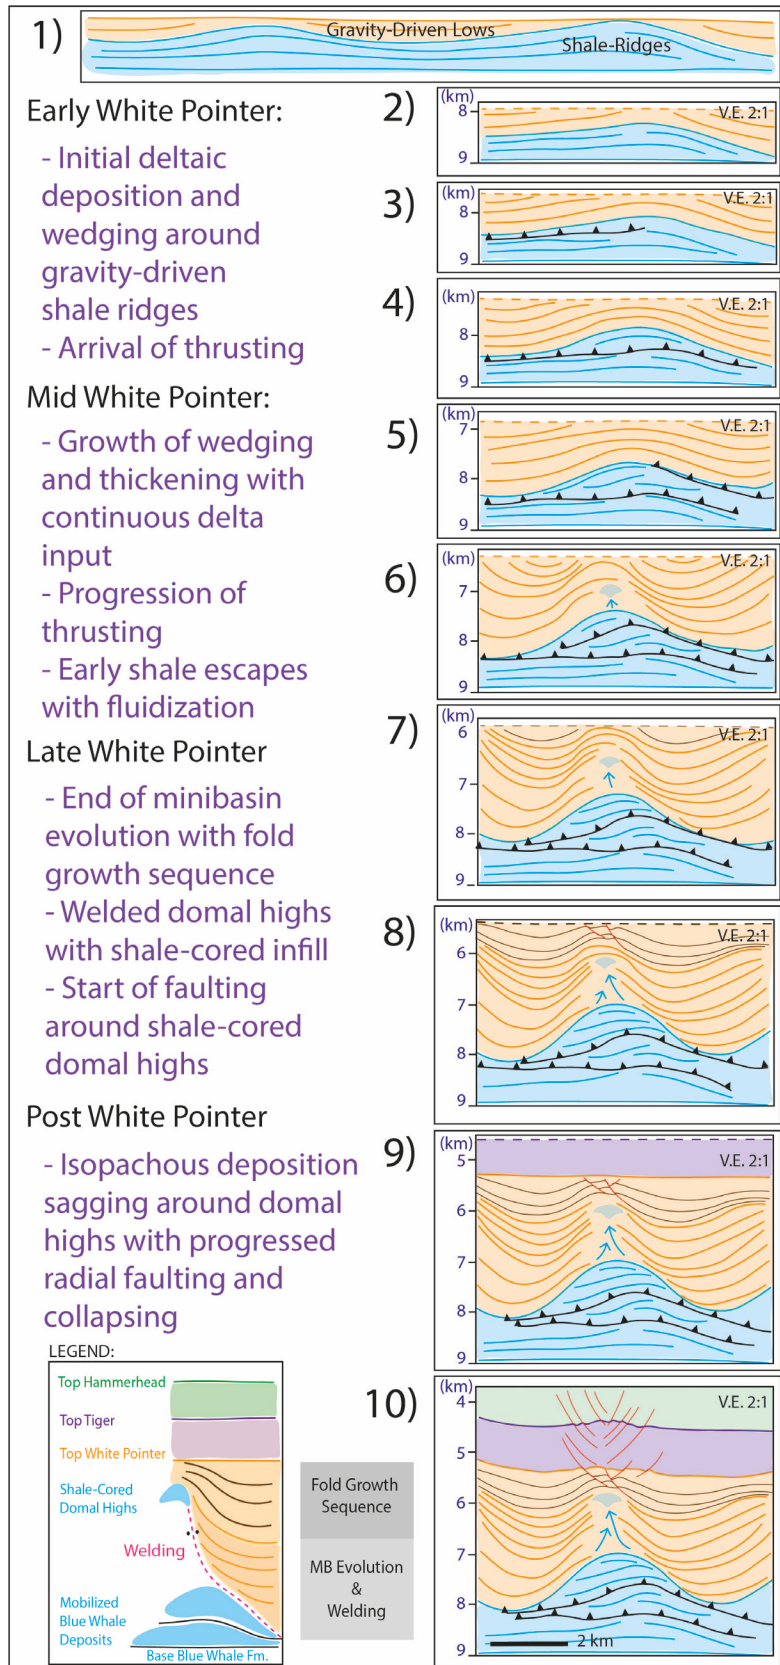 1)
Gravity-Driven Lows
Shale-Ridges
Early White Pointer:
- Initial deltaic
deposition and
wedging around
gravity-driven
shale ridges
- Arrival of thrusting
Mid White Pointer:
- Growth of wedging
and thickening with
continuous delta
input
- Progression of
thrusting
- Early shale escapes
with fluidization
Late White Pointer
- End of minibasin
evolution with fold
growth sequence
- Welded domal highs
with shale-cored infill
- Start of faulting
around shale-cored
domal highs
Post White Pointer
- Isopachous deposition
sagging around domal
highs with progressed
radial faulting and
collapsing
2)
(km)
V.E. 2:1
8
9
3)
(km)
V.E. 2:1
8
9
4)
(km)
V.E. 2:1
8
9
5)
(km)
V.E. 2:1
7
8
9
6)
(km)
V.E. 2:1
7
8
9
7)
(km)
V.E. 2:1
6
7
8
9
8)
(km)
V.E. 2:1
6
7
8
9
9)
(km)
V.E. 2:1
5
6
7
8
9
10)
(km)
V.E. 2:1
4
5
6
7
8
9
2 km
LEGEND:
Top Hammerhead
Top Tiger
Top White Pointer
Shale-Cored
Domal Highs
Welding
Mobilized
Blue Whale
Deposits
Base Blue Whale Fm.
Fold Growth
Sequence
MB Evolution
&
Welding